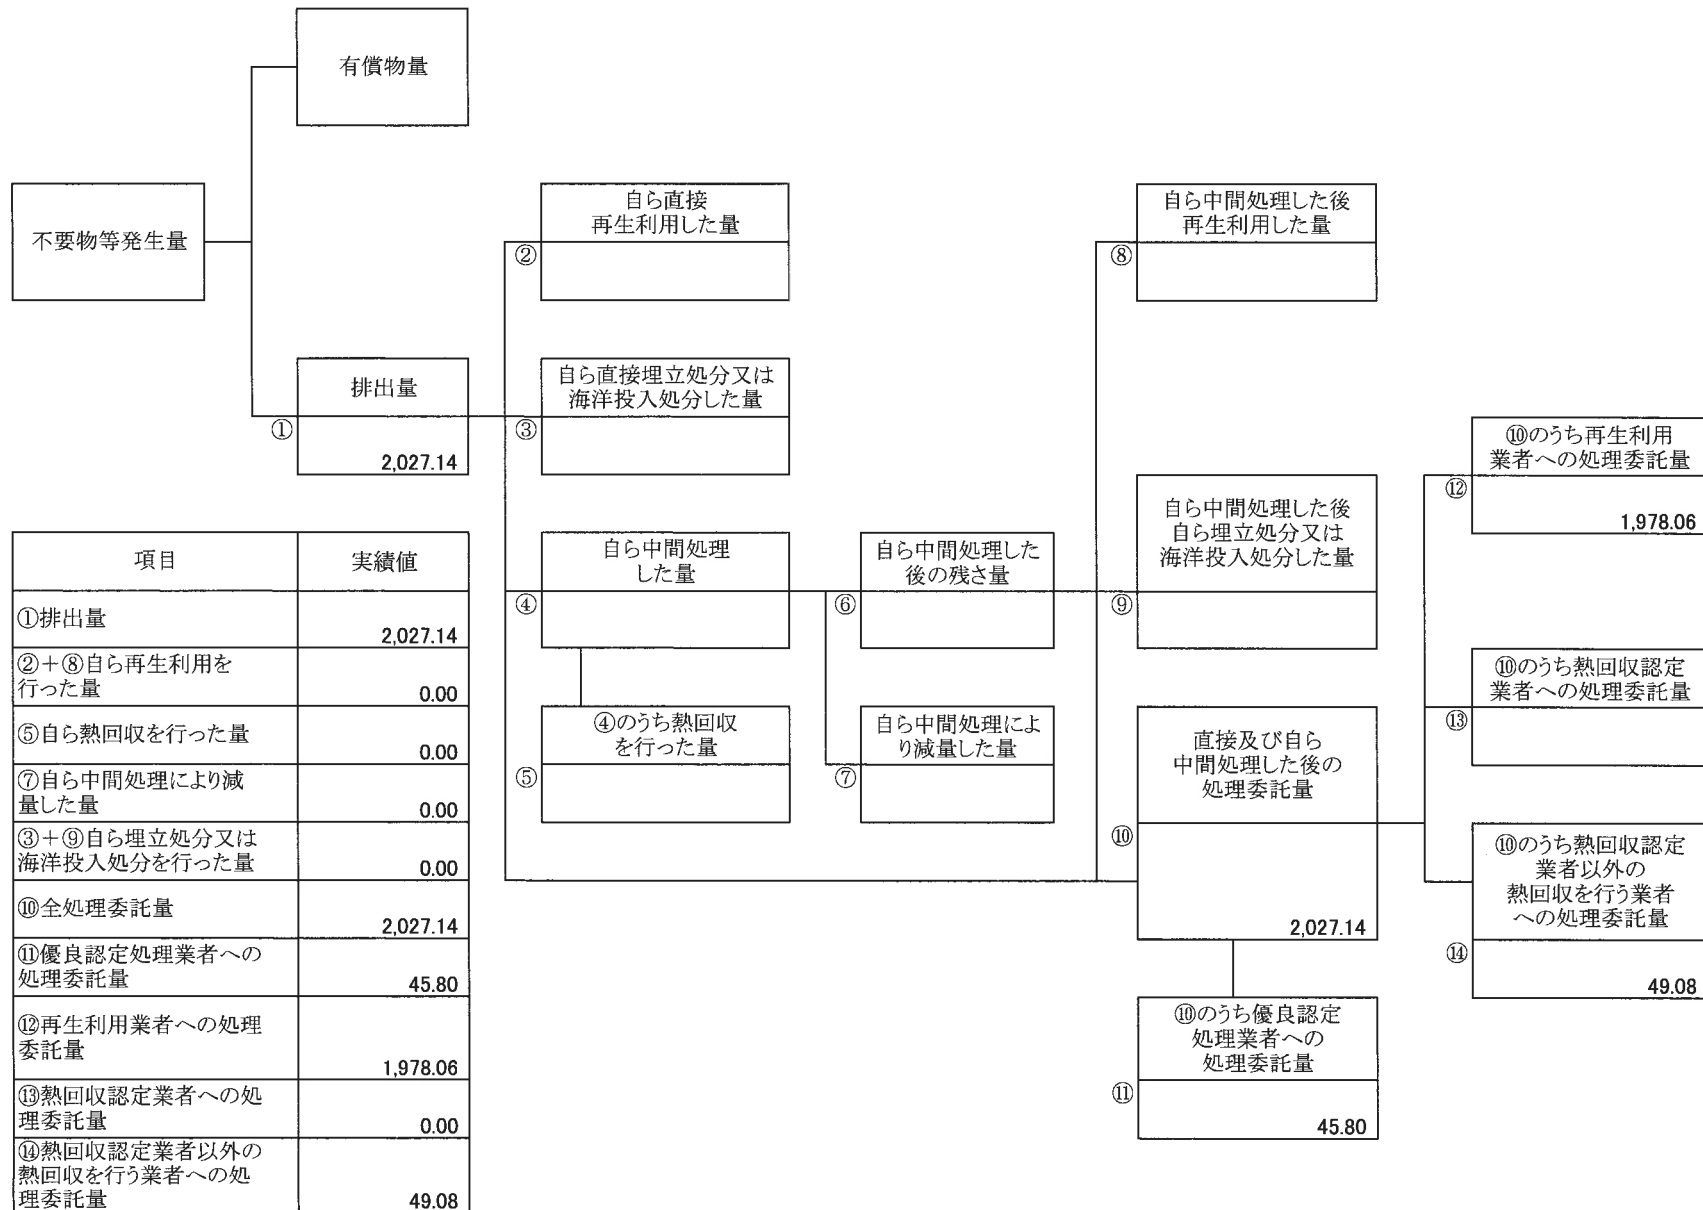 有償物量
不要物等発生量
排出量
①
2,027.14
自ら直接
再生利用した量
②
自ら直接埋立処分又は
海洋投入処分した量
③
自ら中間処理
した量
④
④のうち熱回収
を行った量
⑤
自ら中間処理した
後の残さ量
⑥
自ら中間処理によ
り減量した量
⑦
自ら中間処理した後
再生利用した量
⑧
自ら中間処理した後
自ら埋立処分又は
海洋投入処分した量
⑨
直接及び自ら
中間処理した後の
処理委託量
⑩
2,027.14
⑩のうち優良認定
処理業者への
処理委託量
⑪
45.80
⑩のうち再生利用
業者への処理委託量
⑫
1,978.06
⑩のうち熱回収認定
業者への処理委託量
⑬
⑩のうち熱回収認定
業者以外の
熱回収を行う業者
への処理委託量
⑭
49.08
項目 実績値
①排出量
2,027.14
②+⑧自ら再生利用を
行った量
0.00
⑤自ら熱回収を行った量
0.00
⑦自ら中間処理により減
量した量
0.00
③+⑨自ら埋立処分又は
海洋投入処分を行った量
0.00
⑩全処理委託量
2,027.14
⑪優良認定処理業者への
処理委託量
45.80
⑫再生利用業者への処理
委託量
1,978.06
⑬熱回収認定業者への処
理委託量
0.00
⑭熱回収認定業者以外の
熱回収を行う業者への処
理委託量
49.08